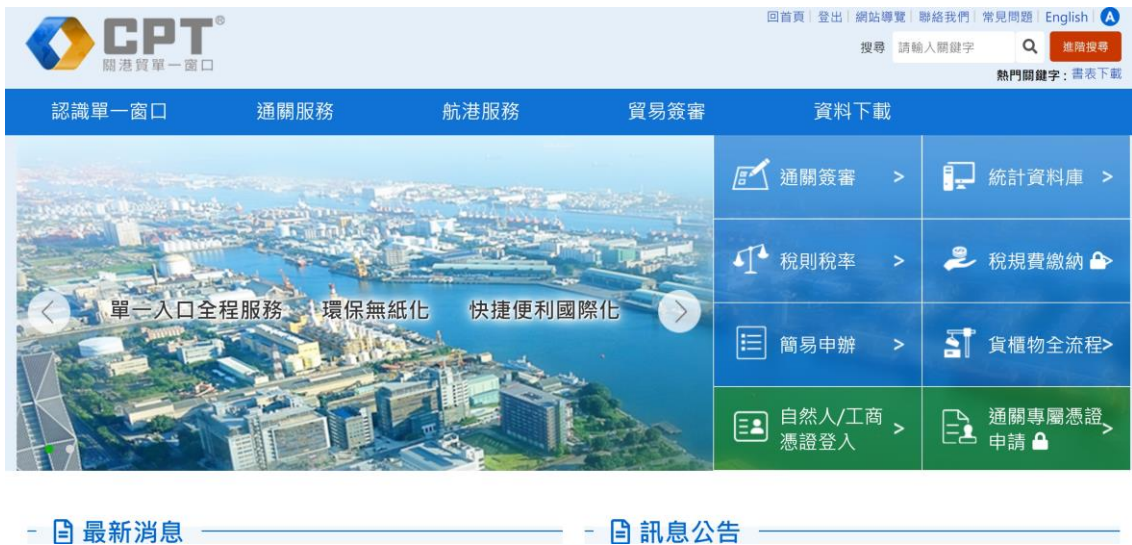 回首頁 登出 網站導覽 聯絡我們 常見問題 English A
CPT®
關港貿單一窗口
搜尋 請輸入關鍵字 進階搜尋
熱門關鍵字：書表下載
認識單一窗口 通關服務 航港服務 貿易簽審 資料下載
單一入口全程服務 環保無紙化 快捷便利國際化
通關簽審 >
統計資料庫 >
稅則稅率 >
稅規費繳納 >
簡易申辦 >
貨櫃物全流程>
自然人/工商
憑證登入 >
通關專屬憑證
申請 >
最新消息
訊息公告